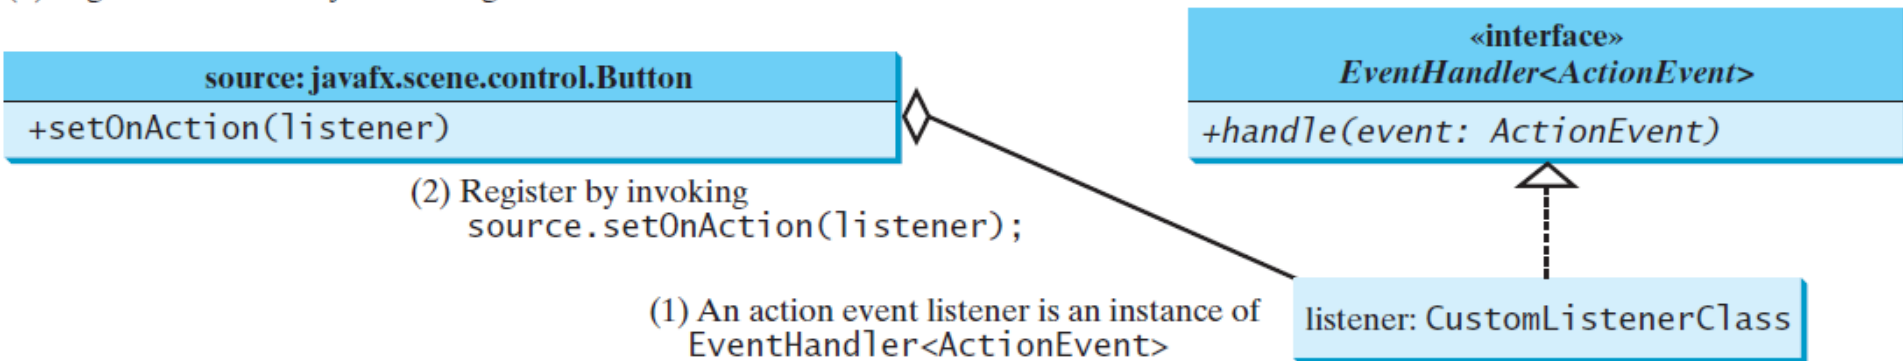 source: javafx.scene.control.Button
+setOnAction(listener)
«interface»
EventHandler<ActionEvent>
+handle(event: ActionEvent)
(2) Register by invoking
source.setOnAction(listener);
(1) An action event listener is an instance of
EventHandler<ActionEvent>
listener: CustomListenerClass